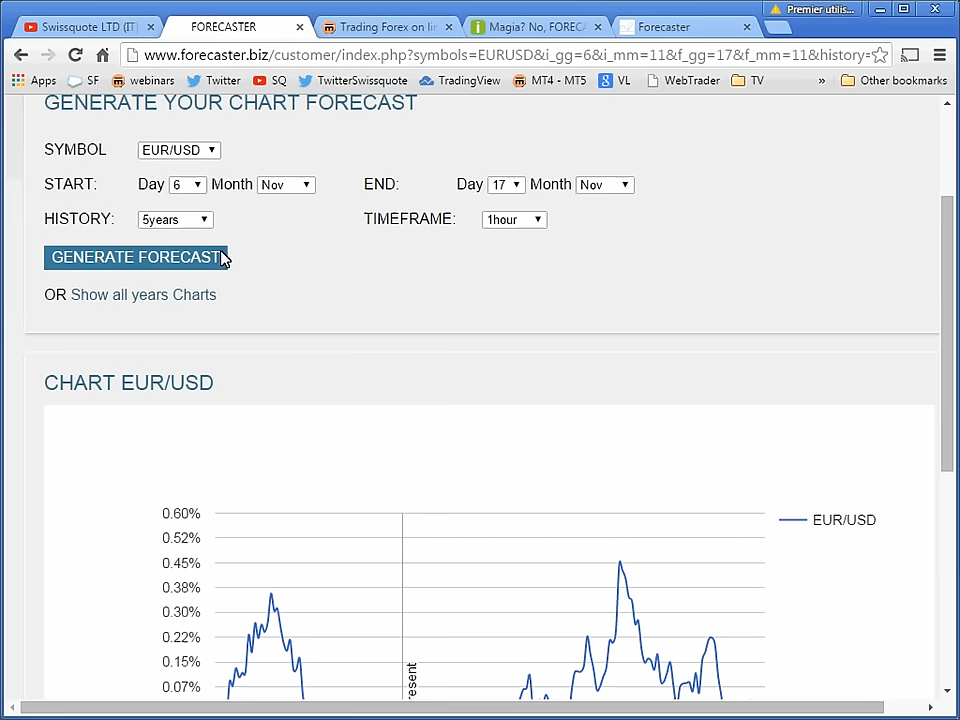 Premier utilis...
Swissquote LTD (IT)
FORECASTER
Trading Forex on li
Magia? No, FOREC
Forecaster
www.forecaster.biz/customer/index.php?symbols=EURUSD&i_gg=6&i_mm=11&f_gg=17&f_mm=11&history=
Apps SF webinars Twitter SQ TwitterSwissquote TradingView MT4 - MT5 VL WebTrader TV » Other bookmarks
GENERATE YOUR CHART FORECAST
SYMBOL EUR/USD
START: Day 6 Month Nov END: Day 17 Month Nov
HISTORY: 5years TIMEFRAME: 1hour
GENERATE FORECAST
OR Show all years Charts
CHART EUR/USD
0.60%
EUR/USD
0.52%
0.45%
0.38%
0.30%
0.22%
0.15%
0.07%